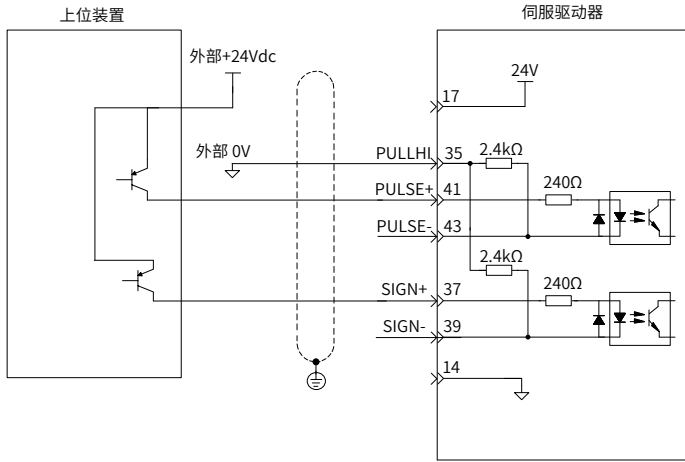 上位装置
伺服驱动器
外部+24Vdc
24V
17
外部 0V
PULLHI 35 2.4kΩ
PULSE+ 41 240Ω
PULSE- 43
2.4kΩ
SIGN+ 37 240Ω
SIGN- 39
14